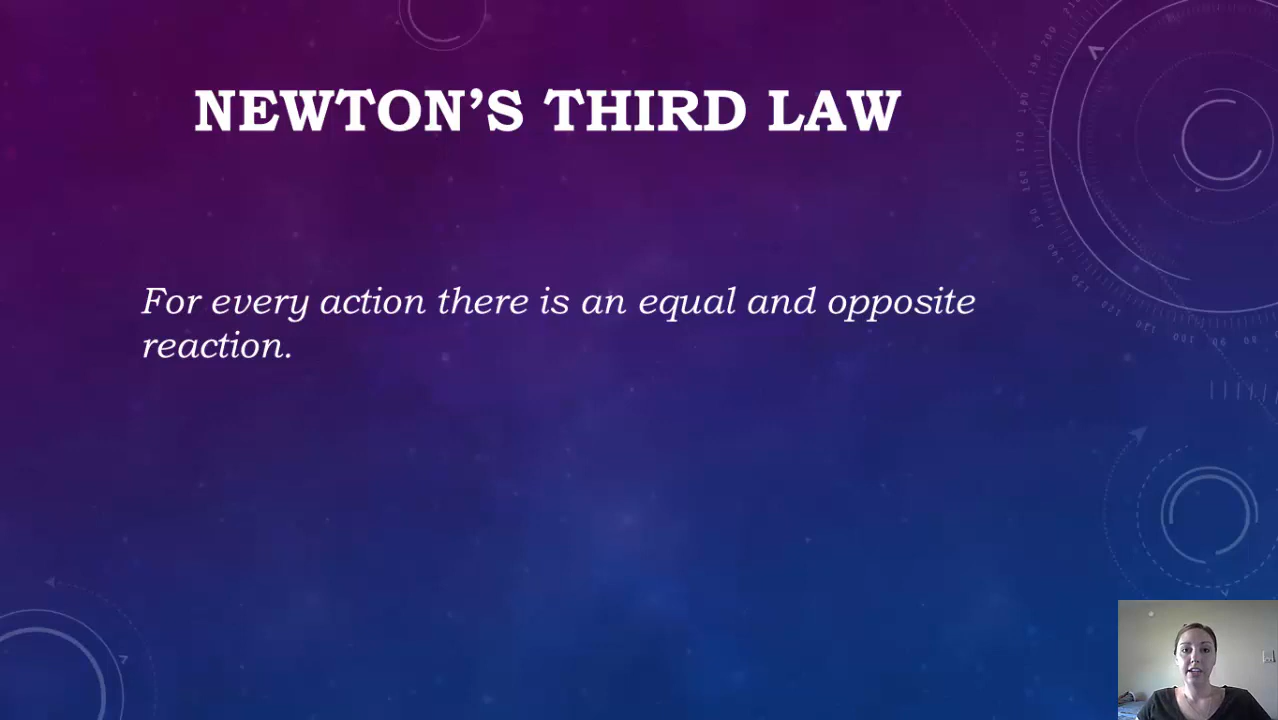 NEWTON’S THIRD LAW
For every action there is an equal and opposite
reaction.